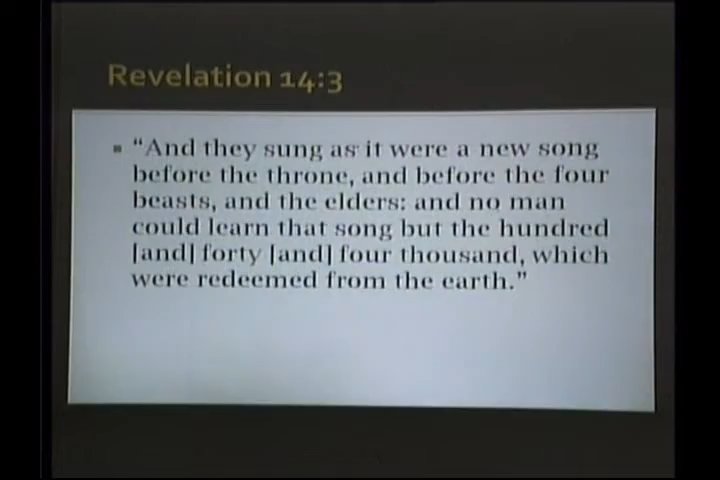 Revelation 14:3
▪ “And they sung as it were a new song
before the throne, and before the four
beasts, and the elders: and no man
could learn that song but the hundred
[and] forty [and] four thousand, which
were redeemed from the earth.”